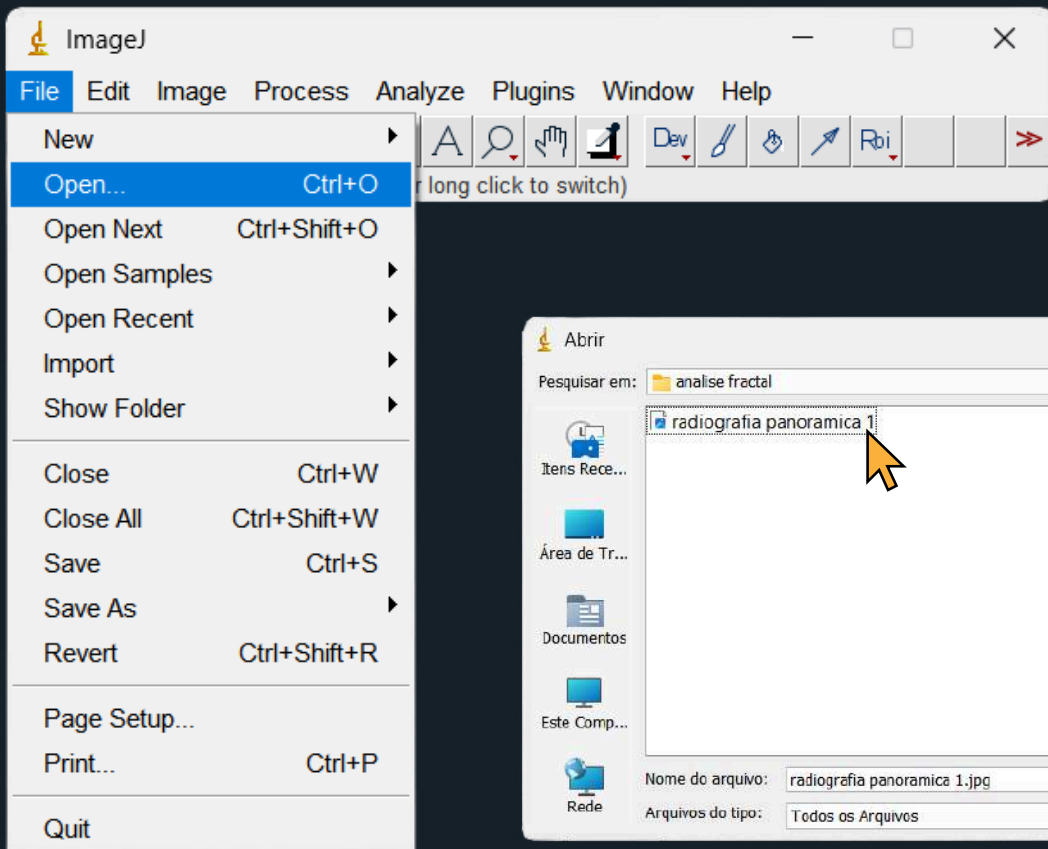 ImageJ
File Edit Image Process Analyze Plugins Window Help
A Dev Roi
r long click to switch)
New
Open... Ctrl+O
Open Next Ctrl+Shift+O
Open Samples
Open Recent
Import
Show Folder
Close Ctrl+W
Close All Ctrl+Shift+W
Save Ctrl+S
Save As
Revert Ctrl+Shift+R
Page Setup...
Print... Ctrl+P
Quit
Abrir
Pesquisar em: analise fractal
radiografia panoramica 1
Itens Rece...
Área de Tr...
Documentos
Este Comp...
Rede
Nome do arquivo: radiografia panoramica 1.jpg
Arquivos do tipo: Todos os Arquivos